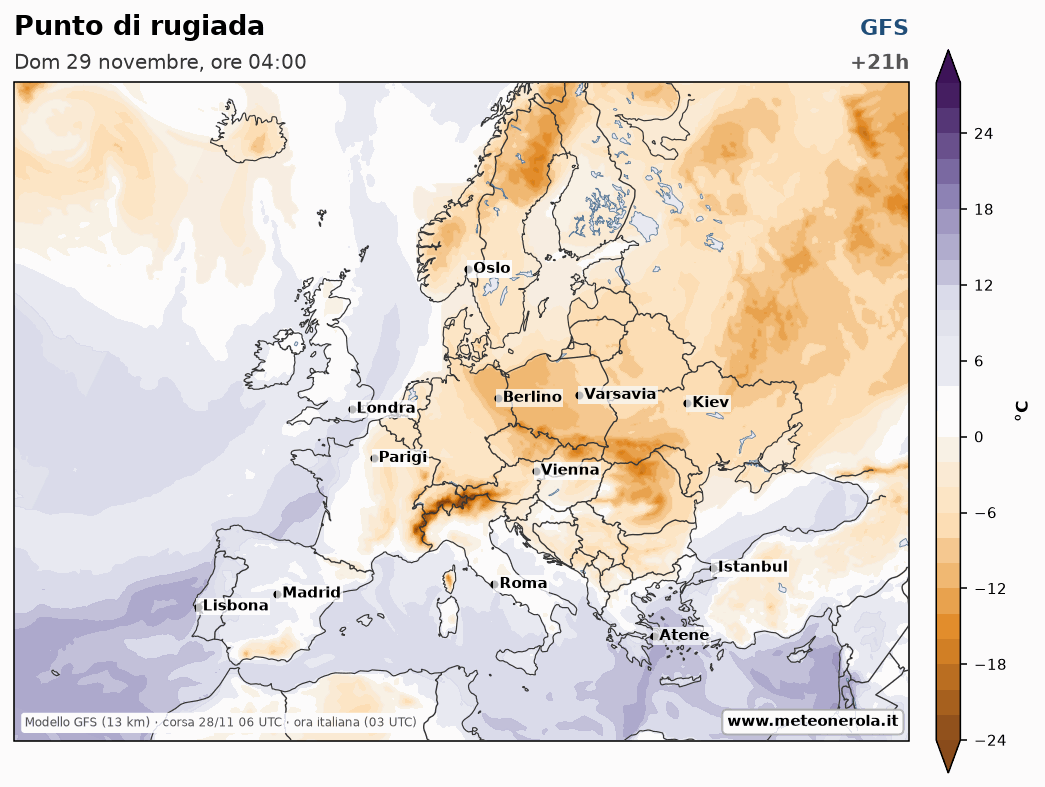 Punto di rugiada
GFS
Dom 29 novembre, ore 04:00
+21h
Oslo
Berlino
Varsavia
Kiev
Londra
Parigi
Vienna
Istanbul
Roma
Madrid
Lisbona
Atene
Modello GFS (13 km) · corsa 28/11 06 UTC · ora italiana (03 UTC)
www.meteonerola.it
24
18
12
6
0
−6
−12
−18
−24
°C